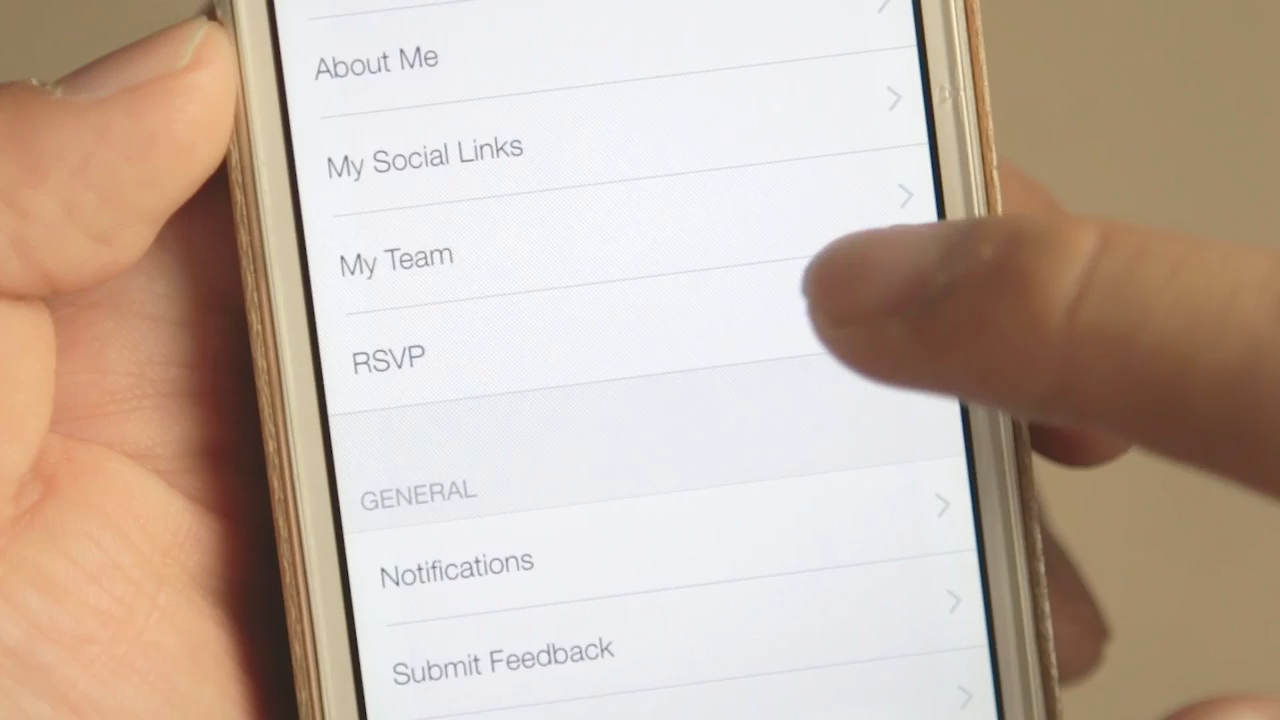 About Me
My Social Links
My Team
RSVP
GENERAL
Notifications
Submit Feedback